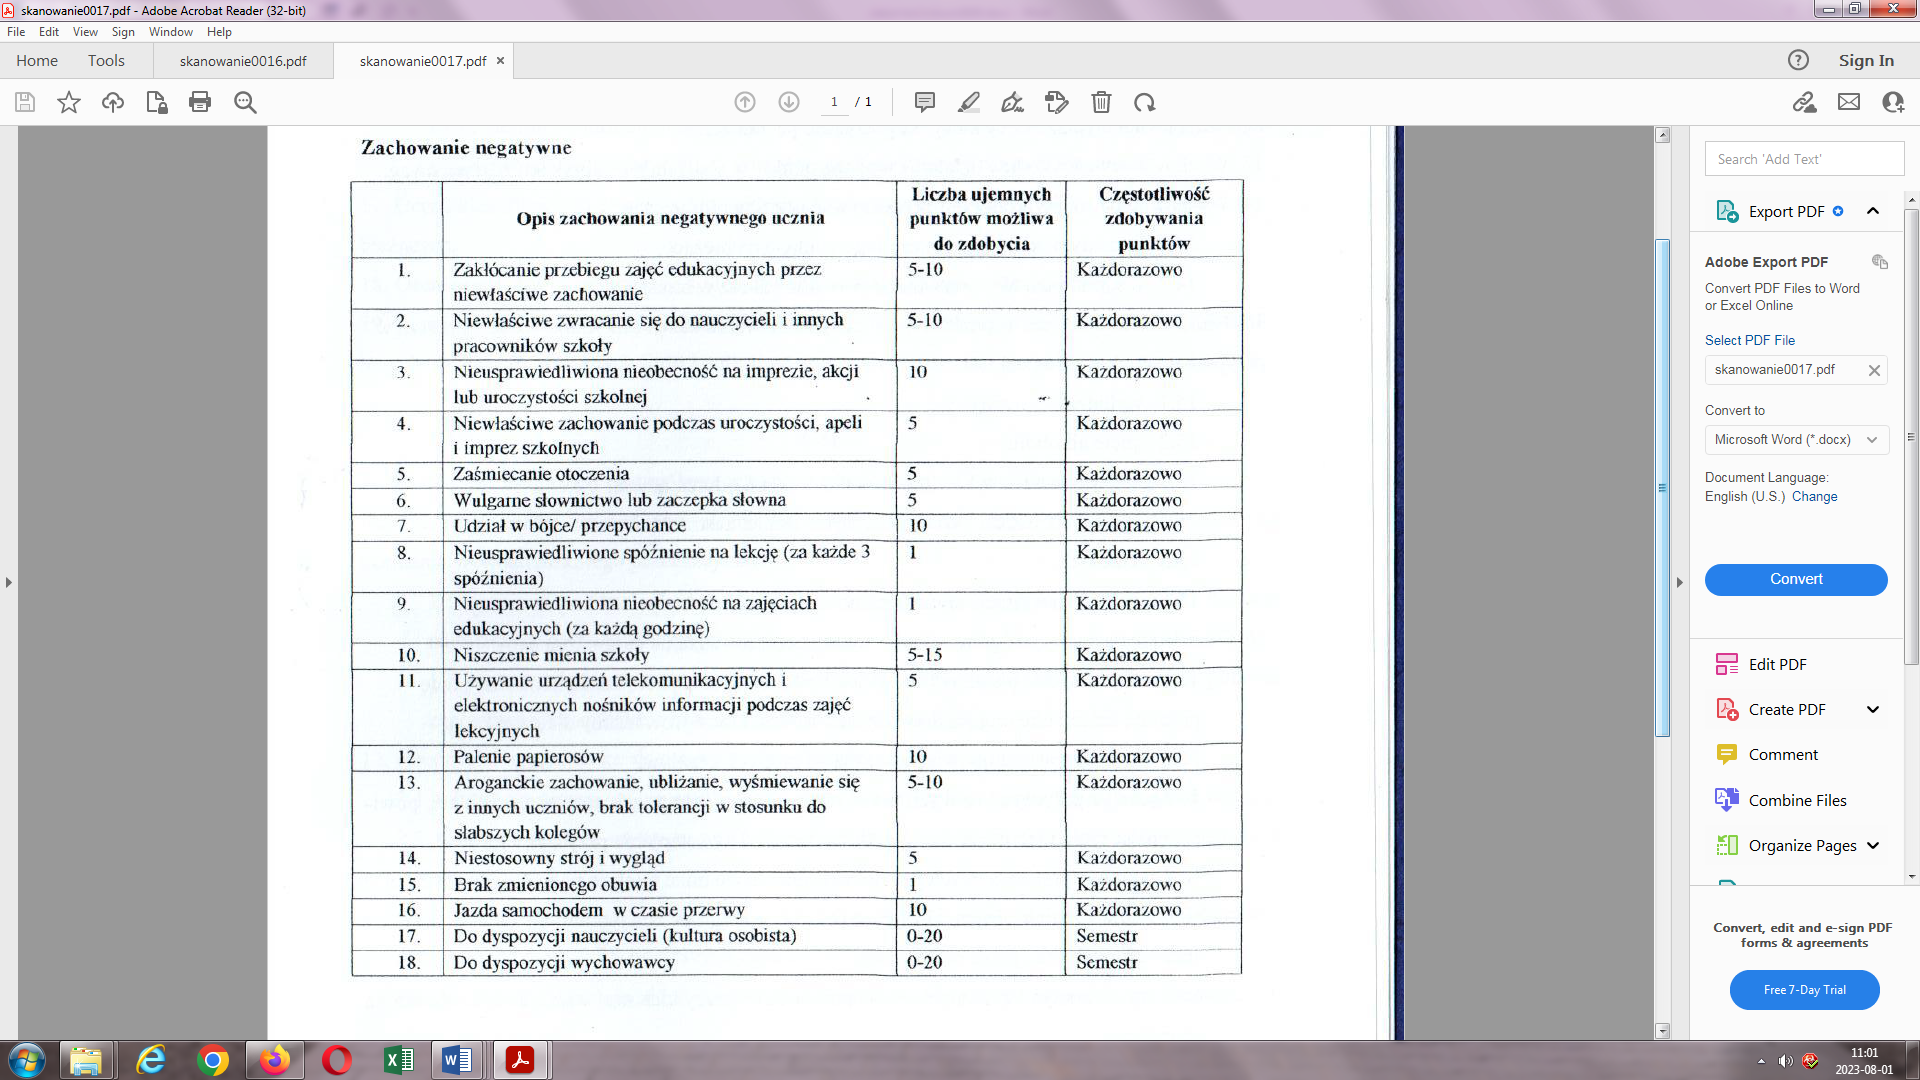 skanowanie0017.pdf - Adobe Acrobat Reader (32-bit)
File Edit View Sign Window Help
Home Tools skanowanie0016.pdf skanowanie0017.pdf Sign In
1 / 1
Zachowanie negatywne
Opis zachowania negatywnego ucznia
Liczba ujemnych punktów możliwa do zdobycia
Częstotliwość zdobywania punktów
1. Zakłócanie przebiegu zajęć edukacyjnych przez 5-10 Każdorazowo
niewłaściwe zachowanie
2. Niewłaściwe zwracanie się do nauczycieli i innych 5-10 Każdorazowo
pracowników szkoły
3. Nieusprawiedliwiona nieobecność na imprezie, akcji 10 Każdorazowo
lub uroczystości szkolnej
4. Niewłaściwe zachowanie podczas uroczystości, apeli 5 Każdorazowo
i imprez szkolnych
5. Zaśmiecanie otoczenia 5 Każdorazowo
6. Wulgarne słownictwo lub zaczepka słowna 5 Każdorazowo
7. Udział w bójce/ przepychance 10 Każdorazowo
8. Nieusprawiedliwione spóźnienie na lekcję (za każde 3 1 Każdorazowo
spóźnienia)
9. Nieusprawiedliwiona nieobecność na zajęciach 1 Każdorazowo
edukacyjnych (za każdą godzinę)
10. Niszczenie mienia szkoły 5-15 Każdorazowo
11. Używanie urządzeń telekomunikacyjnych i 5 Każdorazowo
elektronicznych nośników informacji podczas zajęć
lekcyjnych
12. Palenie papierosów 10 Każdorazowo
13. Aroganckie zachowanie, ubliżanie, wyśmiewanie się 5-10 Każdorazowo
z innych uczniów, brak tolerancji w stosunku do
słabszych kolegów
14. Niestosowny strój i wygląd 5 Każdorazowo
15. Brak zmienionego obuwia 1 Każdorazowo
16. Jazda samochodem w czasie przerwy 10 Każdorazowo
17. Do dyspozycji nauczycieli (kultura osobista) 0-20 Semestr
18. Do dyspozycji wychowawcy 0-20 Semestr
Search 'Add Text'
Export PDF
Adobe Export PDF
Convert PDF Files to Word
or Excel Online
Select PDF File
skanowanie0017.pdf
Convert to
Microsoft Word (*.docx)
Document Language:
English (U.S.) Change
Convert
Edit PDF
Create PDF
Comment
Combine Files
Organize Pages
Convert, edit and e-sign PDF
forms & agreements
Free 7-Day Trial
11:01
2023-08-01